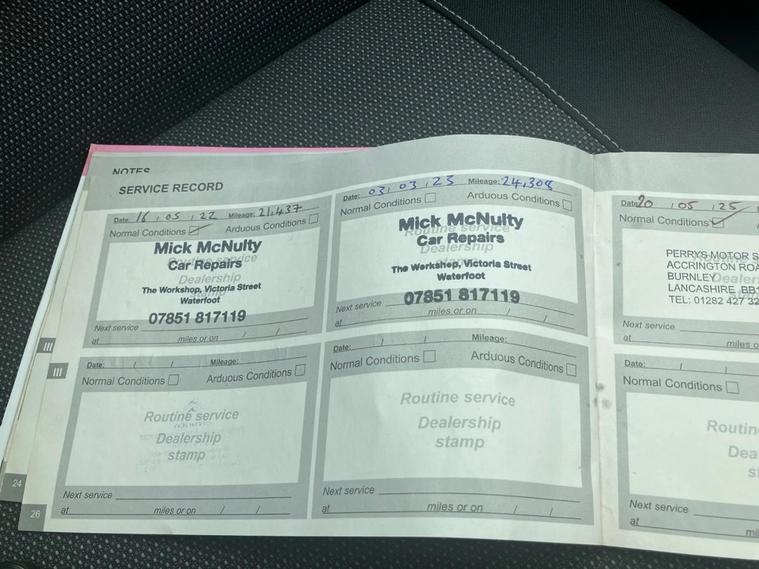 NOTES
SERVICE RECORD
Date: 16 , 05 , 22 Mileage: 21,437
Normal Conditions Arduous Conditions
Routine service
Dealership
Mick McNulty
Car Repairs
The Workshop, Victoria Street
Waterfoot
07851 817119
Next service
at miles or on / /
Date: 03, 03 , 23 Mileage: 24,308
Normal Conditions Arduous Conditions
Routine service
Dealership
Mick McNulty
Car Repairs
The Workshop, Victoria Street
Waterfoot
07851 817119
Next service
at miles or on / /
Date: 20 , 05 , 25
Normal Conditions
PERRYS MOTOR S
ACCRINGTON ROA
BURNLEY
LANCASHIRE BB1
TEL: 01282 427 32
Next service
at miles o
Date: / / Mileage:
Normal Conditions Arduous Conditions
Routine service
Dealership
stamp
Next service
at miles or on / /
Date: / / Mileage:
Normal Conditions Arduous Conditions
Routine service
Dealership
stamp
Next service
at miles or on / /
Date: / /
Normal Conditions
Routin
Dea
s
Next service
at mil
24
26